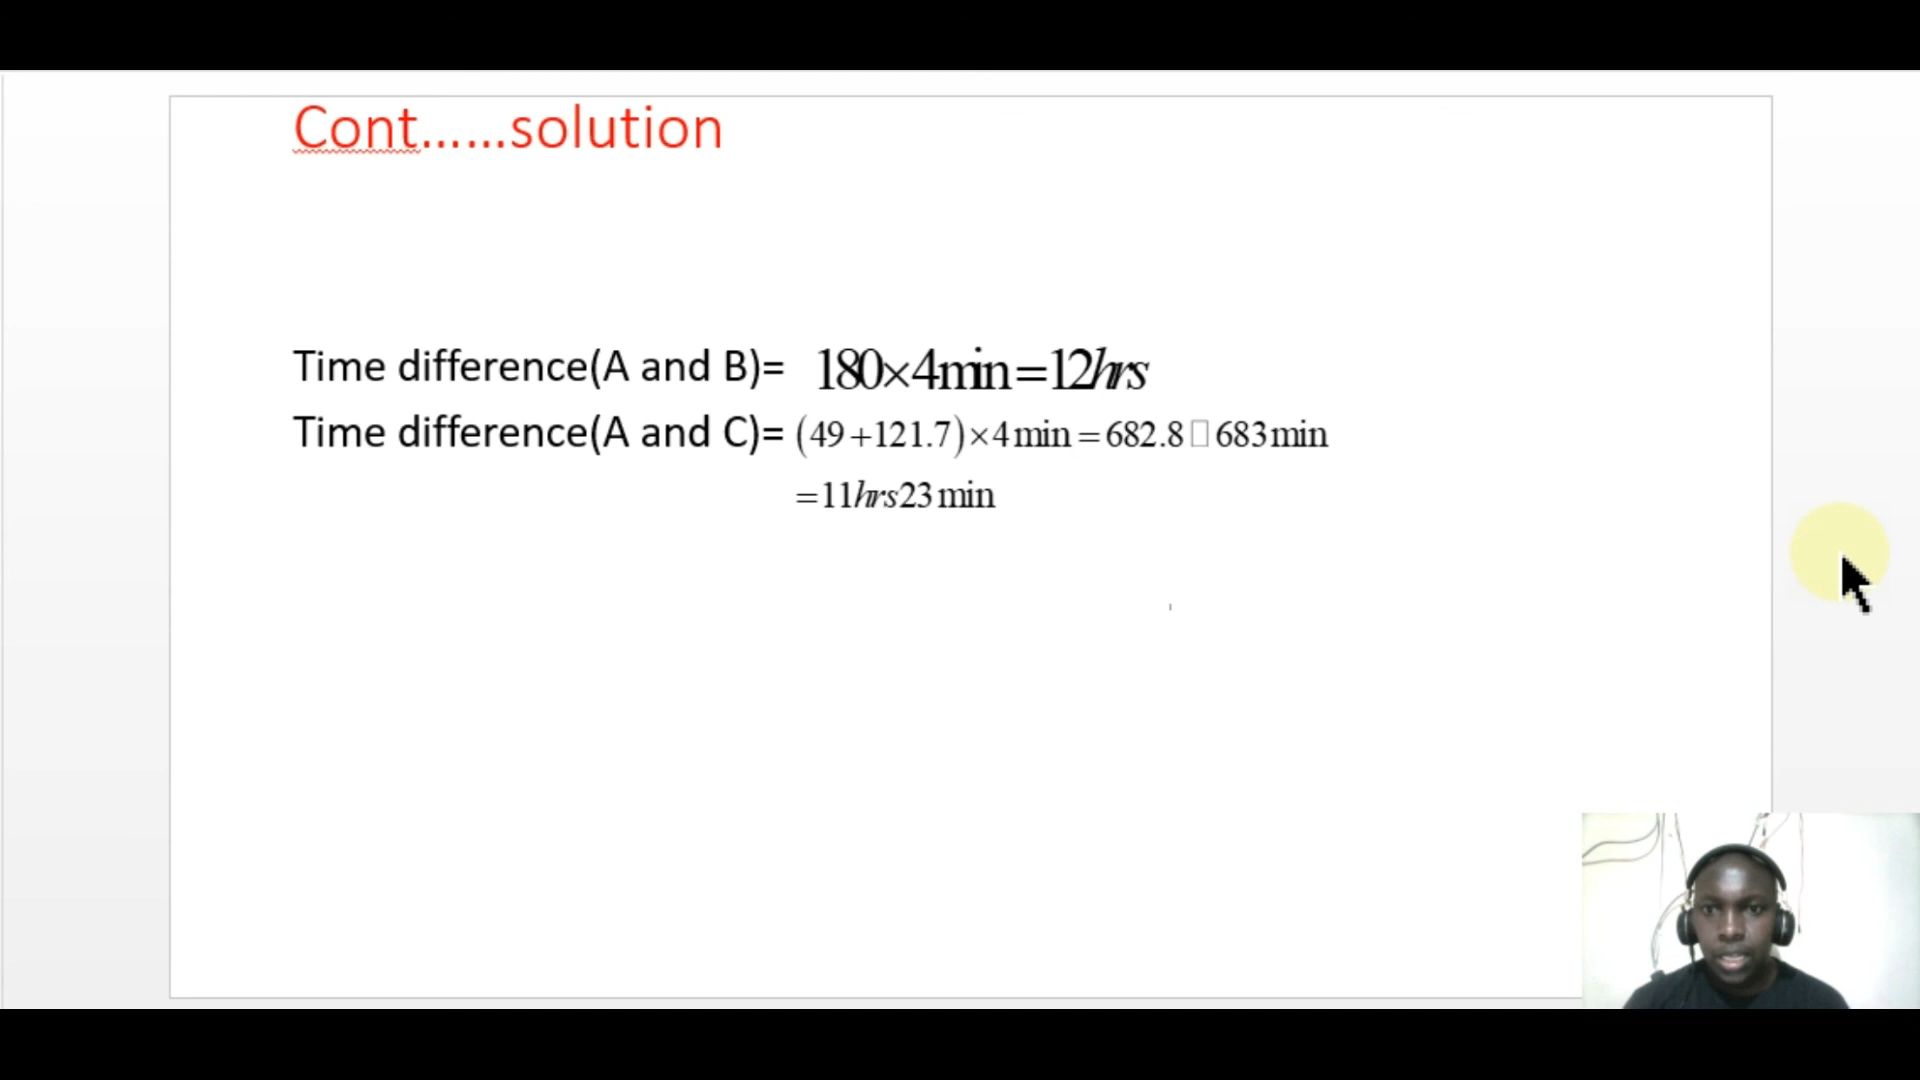 Cont......solution
Time difference(A and B)= 180×4min=12hrs
Time difference(A and C)= (49+121.7)×4min=682.8□683min
=11hrs23min